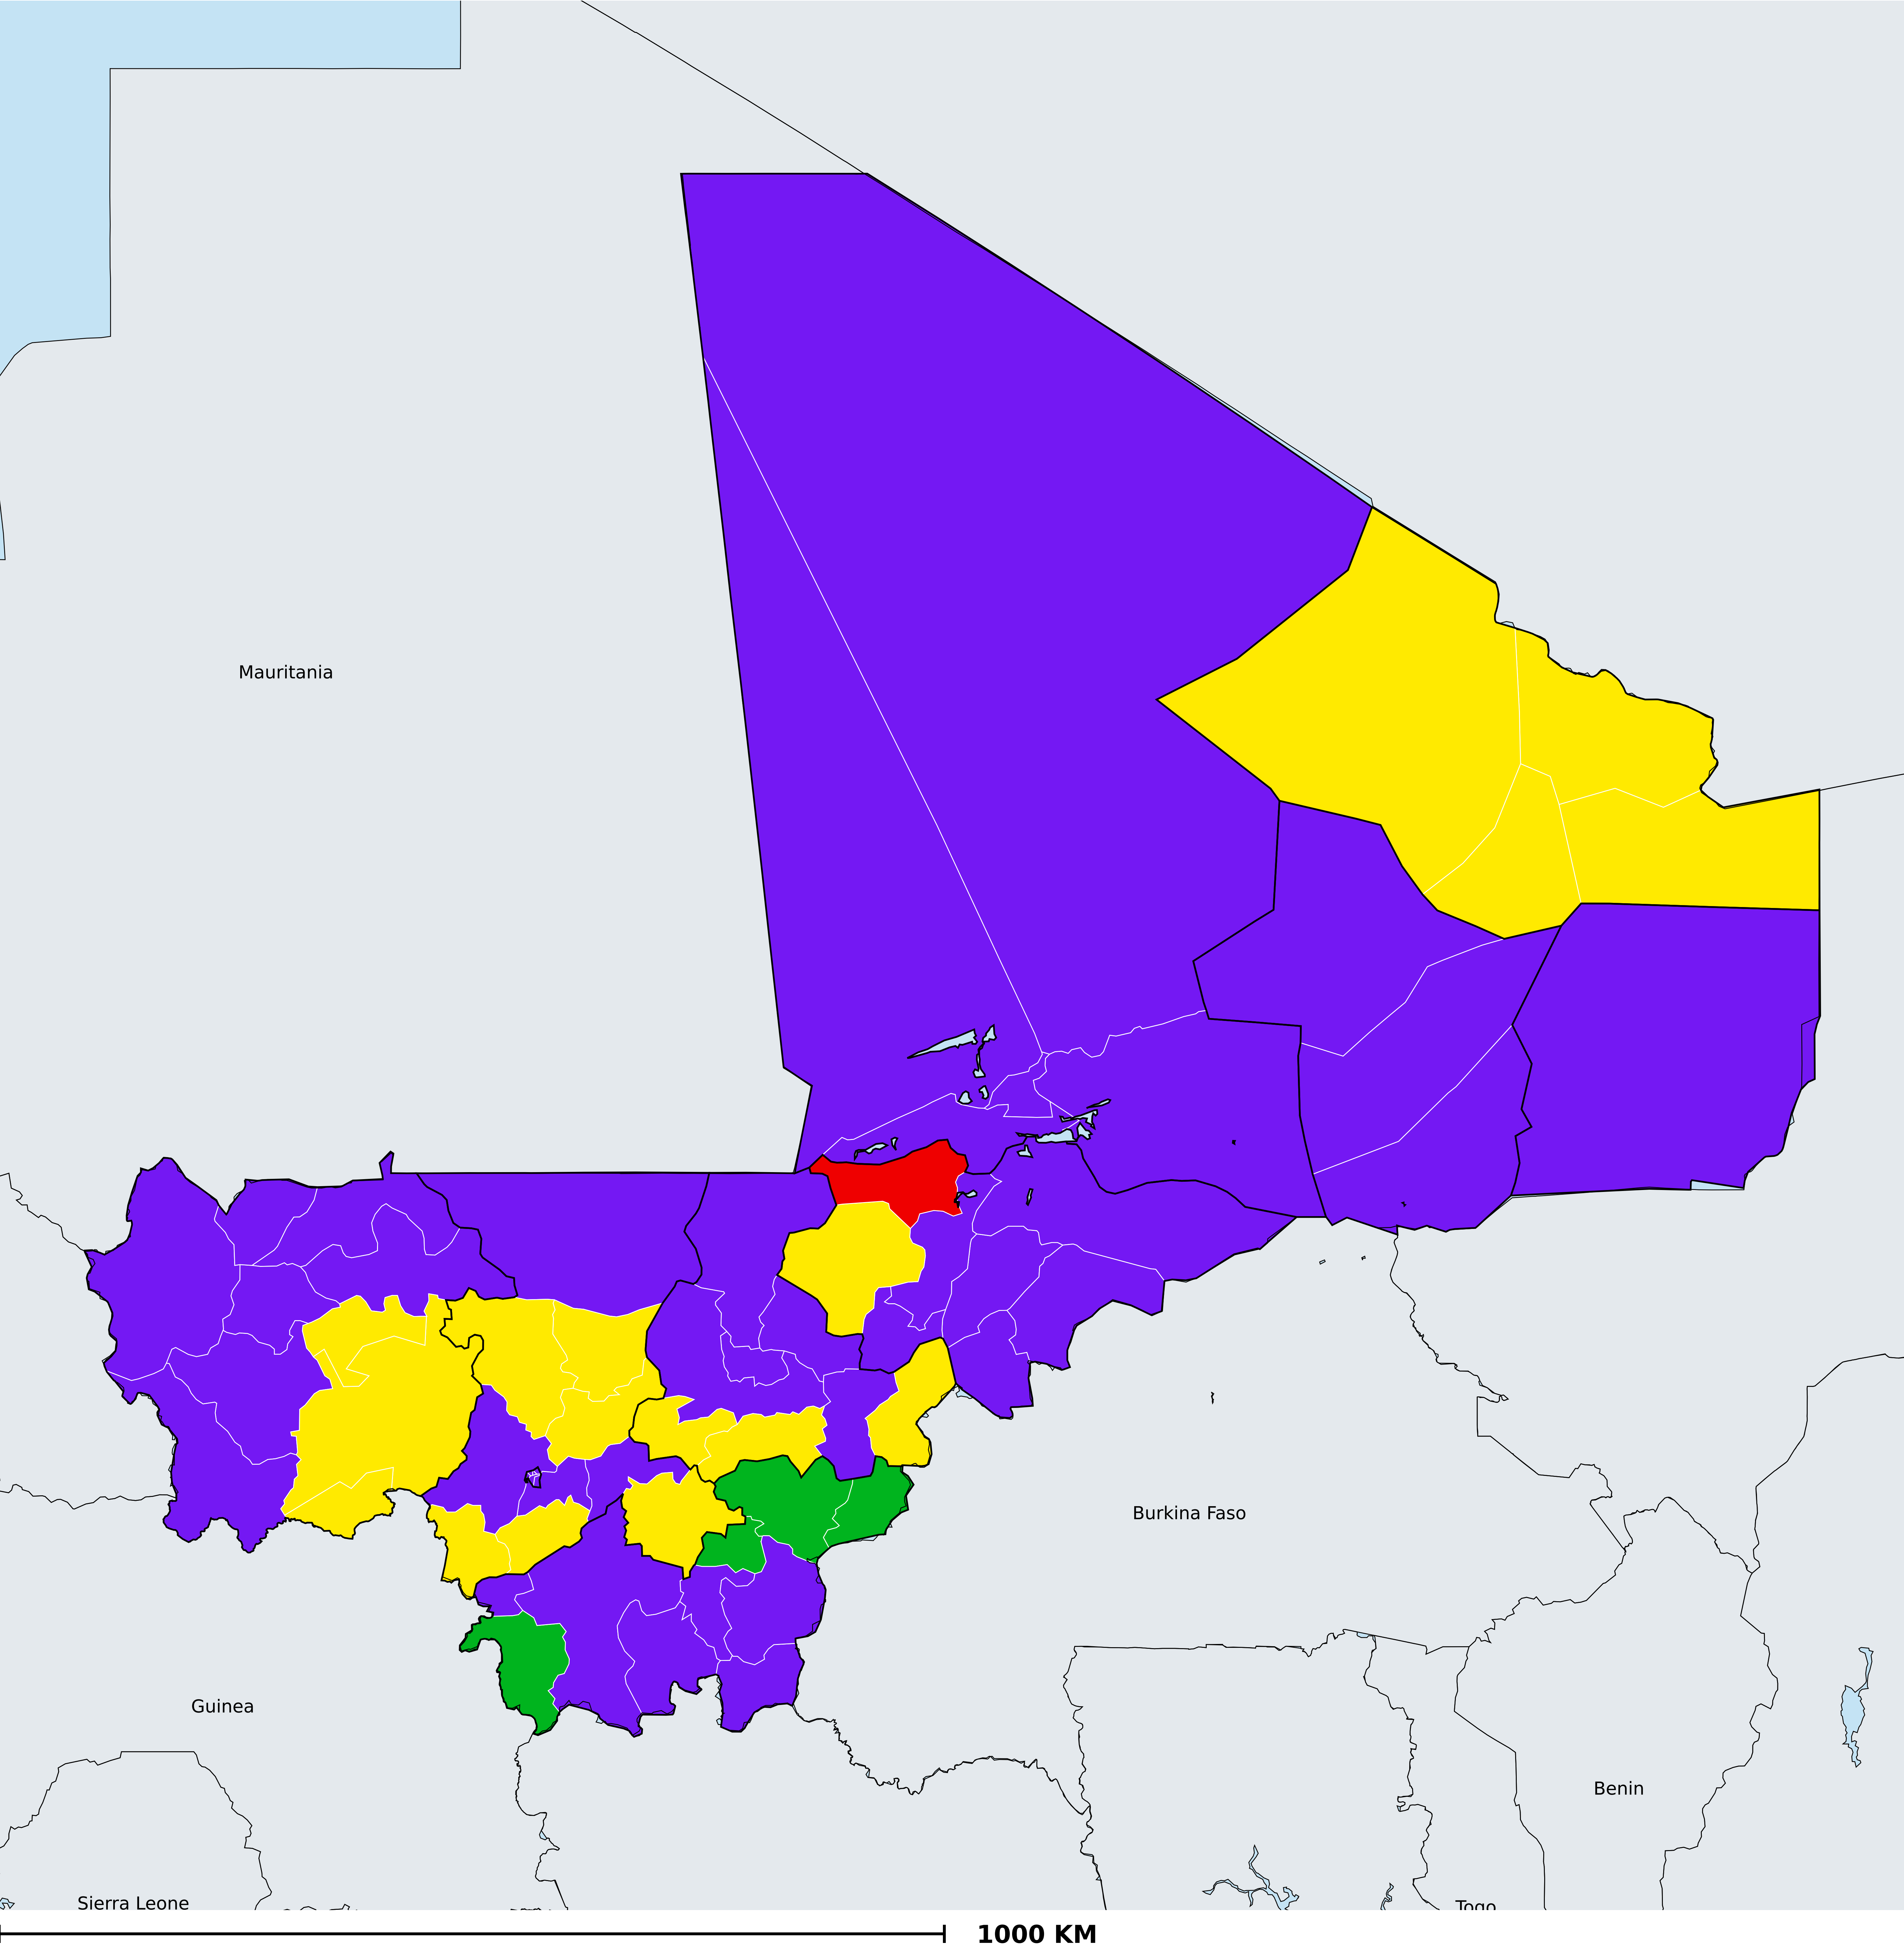 Mauritania
Burkina Faso
Guinea
Benin
Sierra Leone
Togo
1000 KM